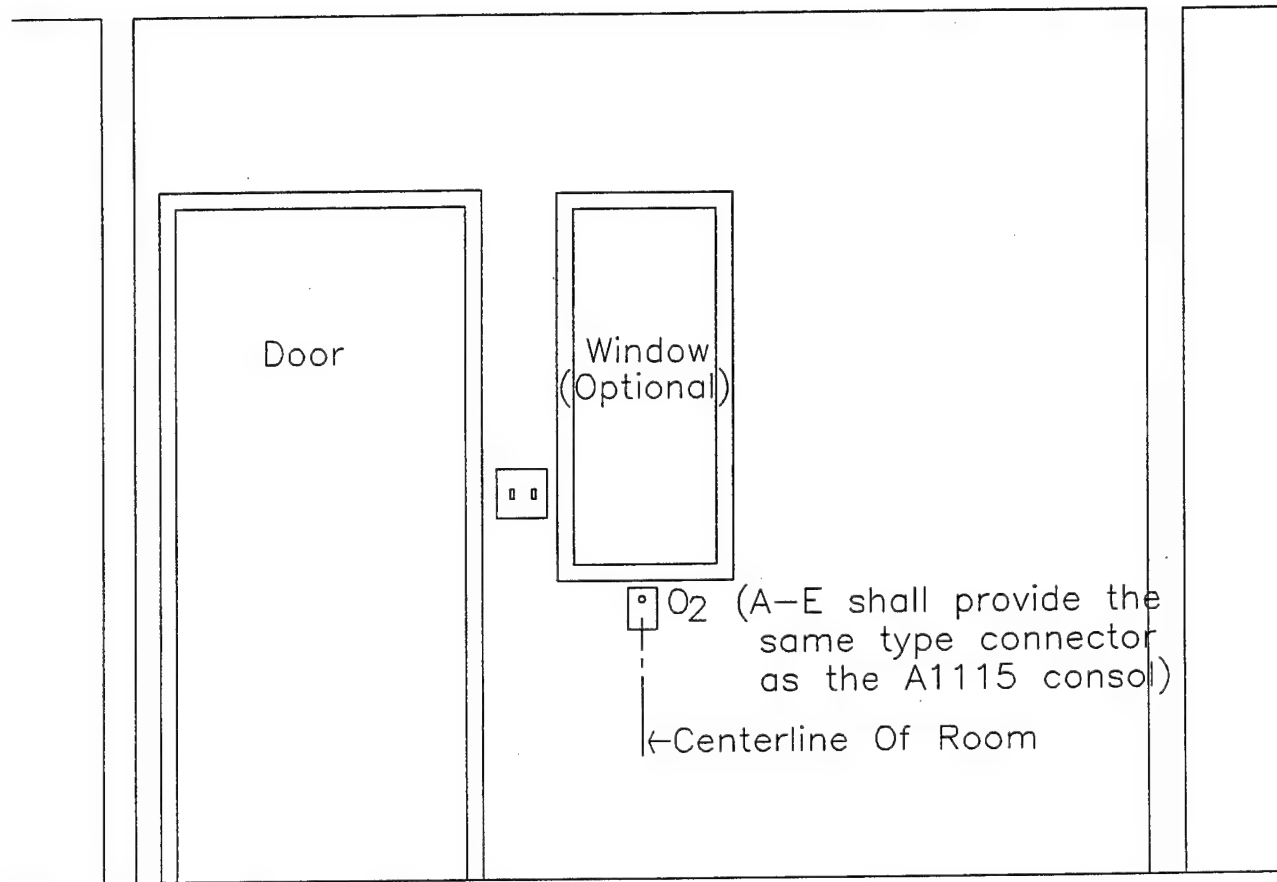 Door
Window
(Optional)
O2 (A-E shall provide the
same type connector
as the A1115 consol)
←Centerline Of Room